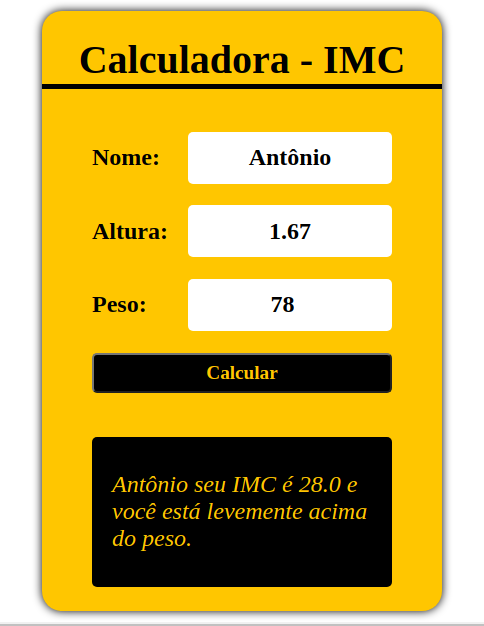 Calculadora - IMC
Nome: Antônio
Altura: 1.67
Peso: 78
Calcular
Antônio seu IMC é 28.0 e
você está levemente acima
do peso.